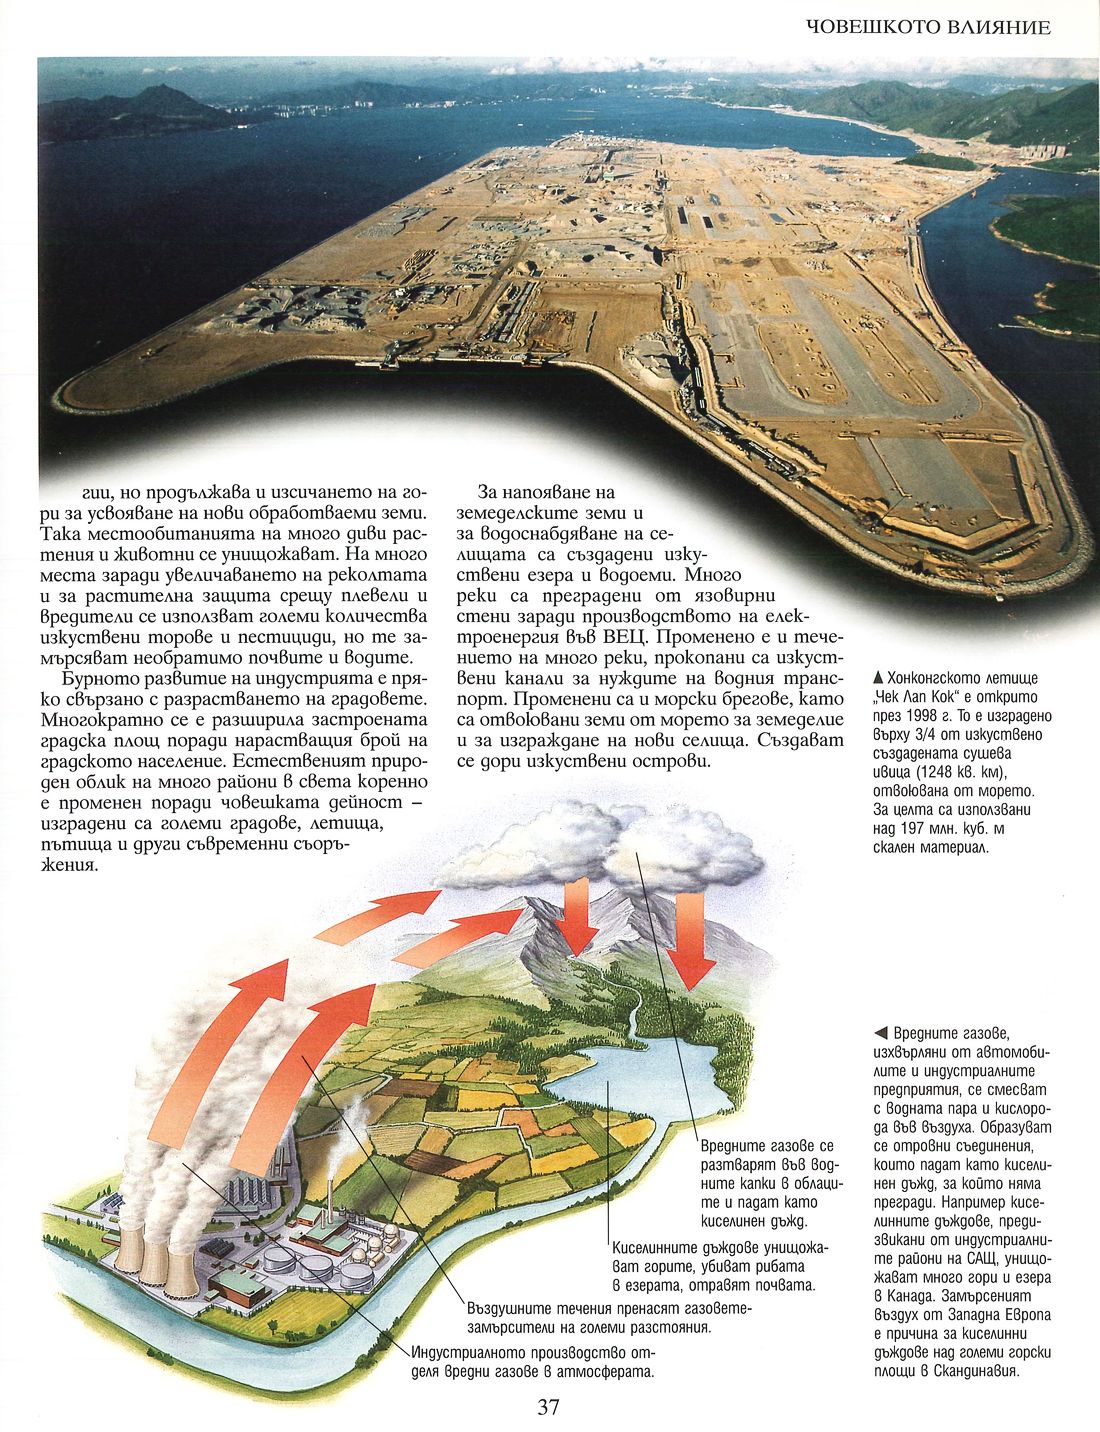 ЧОВЕШКОТО ВЛИЯНИЕ
гии, но продължава и изсичането на го-
ри за усвояване на нови обработваеми земи.
Така местообитанията на много диви рас-
тения и животни се унищожават. На много
места заради увеличаването на реколтата
и за растителна защита срещу плевели и
вредители се използват големи количества
изкуствени торове и пестициди, но те за-
мърсяват необратимо почвите и водите.
Бурното развитие на индустрията е пря-
ко свързано с разрастването на градовете.
Многократно се е разширила застроената
градска площ поради нарастващия брой на
градското население. Естественият приро-
ден облик на много райони в света коренно
е променен поради човешката дейност –
изградени са големи градове, летища,
пътища и други съвременни съоръ-
жения.
За напояване на
земеделските земи и
за водоснабдяване на се-
лищата са създадени изку-
ствени езера и водоеми. Много
реки са преградени от язовирни
стени заради производството на елек-
троенергия във ВЕЦ. Променено е и тече-
нието на много реки, прокопани са изкуст-
вени канали за нуждите на водния транс-
порт. Променени са и морски брегове, като
са отвоювани земи от морето за земеделие
и за изграждане на нови селища. Създават
се дори изкуствени острови.
▲ Хонконгското летище
„Чек Лап Кок“ е открито
през 1998 г. То е изградено
върху 3/4 от изкуствено
създадената сушева
ивица (1248 кв. км),
отвоювана от морето.
За целта са използвани
над 197 млн. куб. м
скален материал.
◀ Вредните газове,
изхвърляни от автомоби-
лите и индустриалните
предприятия, се смесват
с водната пара и кислоро-
да във въздуха. Образуват
се отровни съединения,
които падат като кисели-
нен дъжд, за който няма
прегради. Например кисе-
линните дъждове, преди-
звикани от индустриални-
те райони на САЩ, унищо-
жават много гори и езера
в Канада. Замърсеният
въздух от Западна Европа
е причина за киселинни
дъждове над големи горски
площи в Скандинавия.
Вредните газове се
разтварят във вод-
ните капки в облаци-
те и падат като
киселинен дъжд.
Киселинните дъждове унищожа-
ват горите, убиват рибата
в езерата, отравят почвата.
Въздушните течения пренасят газовете-
замърсители на големи разстояния.
Индустриалното производство от-
деля вредни газове в атмосферата.
37